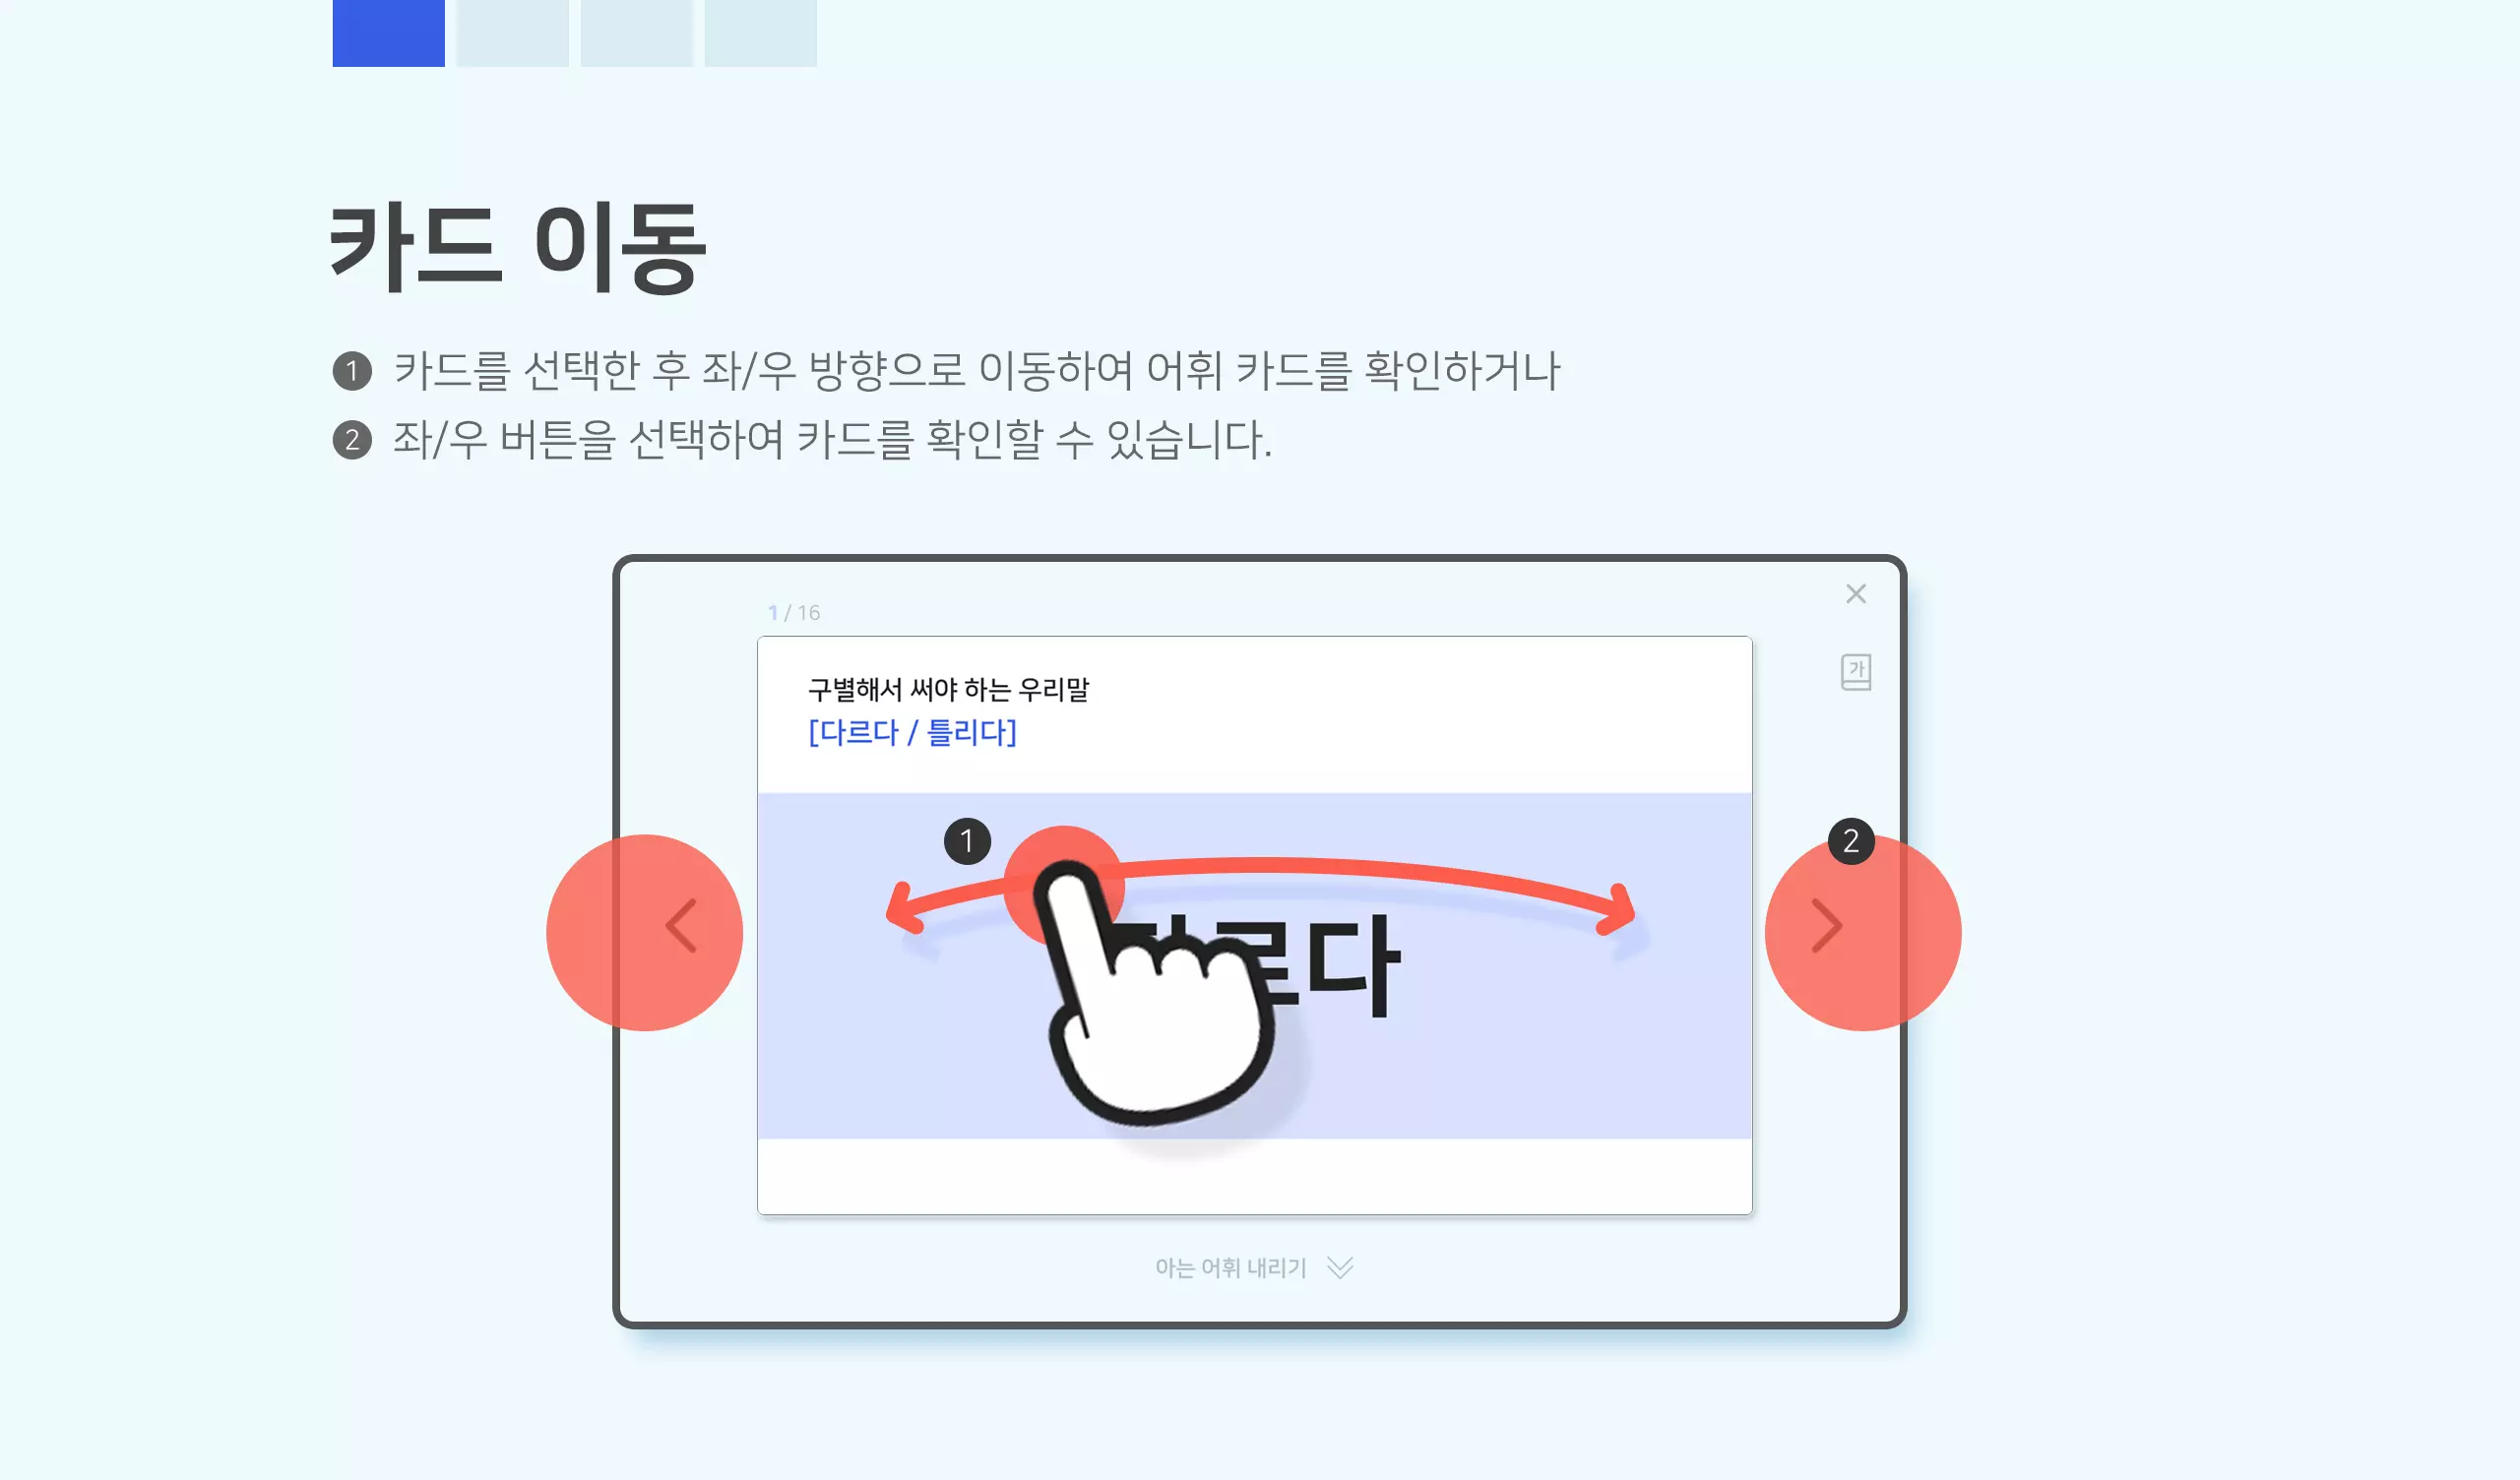 카드 이동
1 카드를 선택한 후 좌/우 방향으로 이동하여 어휘 카드를 확인하거나
2 좌/우 버튼을 선택하여 카드를 확인할 수 있습니다.
1 / 16
가
구별해서 써야 하는 우리말
[다르다 / 틀리다]
1
2
다르다
아는 어휘 내리기